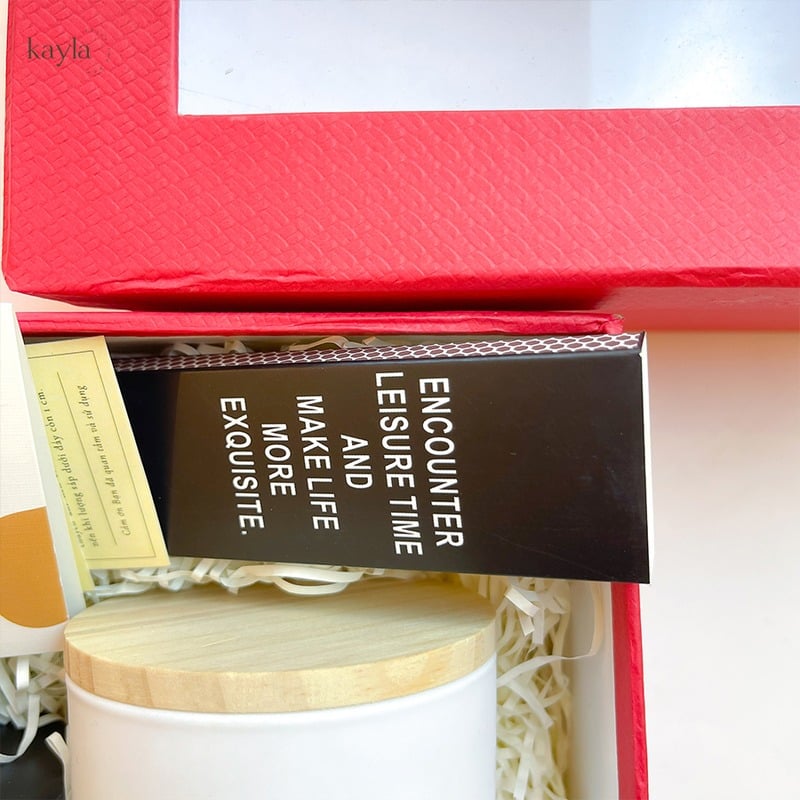 kayla
ENCOUNTER
LEISURE TIME
AND
MAKE LIFE
MORE
EXQUISITE.
nến khi lượng sáp dưới đáy còn 1 cm.
Cảm ơn Bạn đã quan tâm và sử dụng